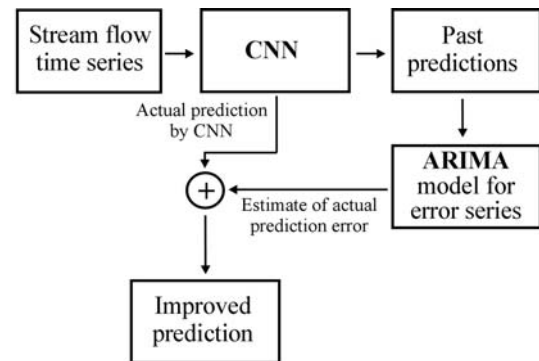 Stream flow
time series
CNN
Past
predictions
Actual prediction
by CNN
ARIMA
model for
error series
+
Estimate of actual
prediction error
Improved
prediction